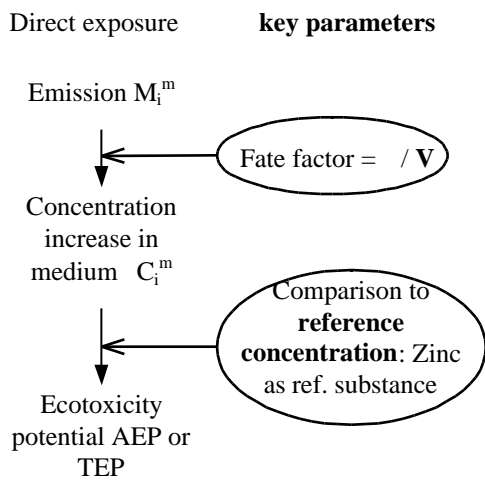 Direct exposure key parameters
Emission M_i^m
Fate factor = / V
Concentration
increase in
medium C_i^m
Comparison to
reference
concentration: Zinc
as ref. substance
Ecotoxicity
potential AEP or
TEP